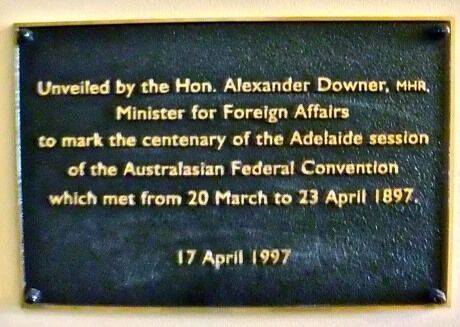 Unveiled by the Hon. Alexander Downer, MHR,
Minister for Foreign Affairs
to mark the centenary of the Adelaide session
of the Australasian Federal Convention
which met from 20 March to 23 April 1897.
17 April 1997